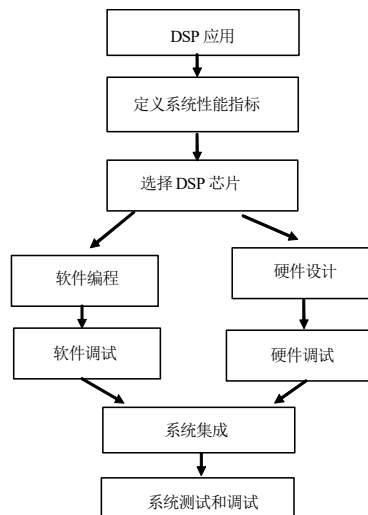 DSP 应用
定义系统性能指标
选择 DSP 芯片
软件编程
硬件设计
软件调试
硬件调试
系统集成
系统测试和调试